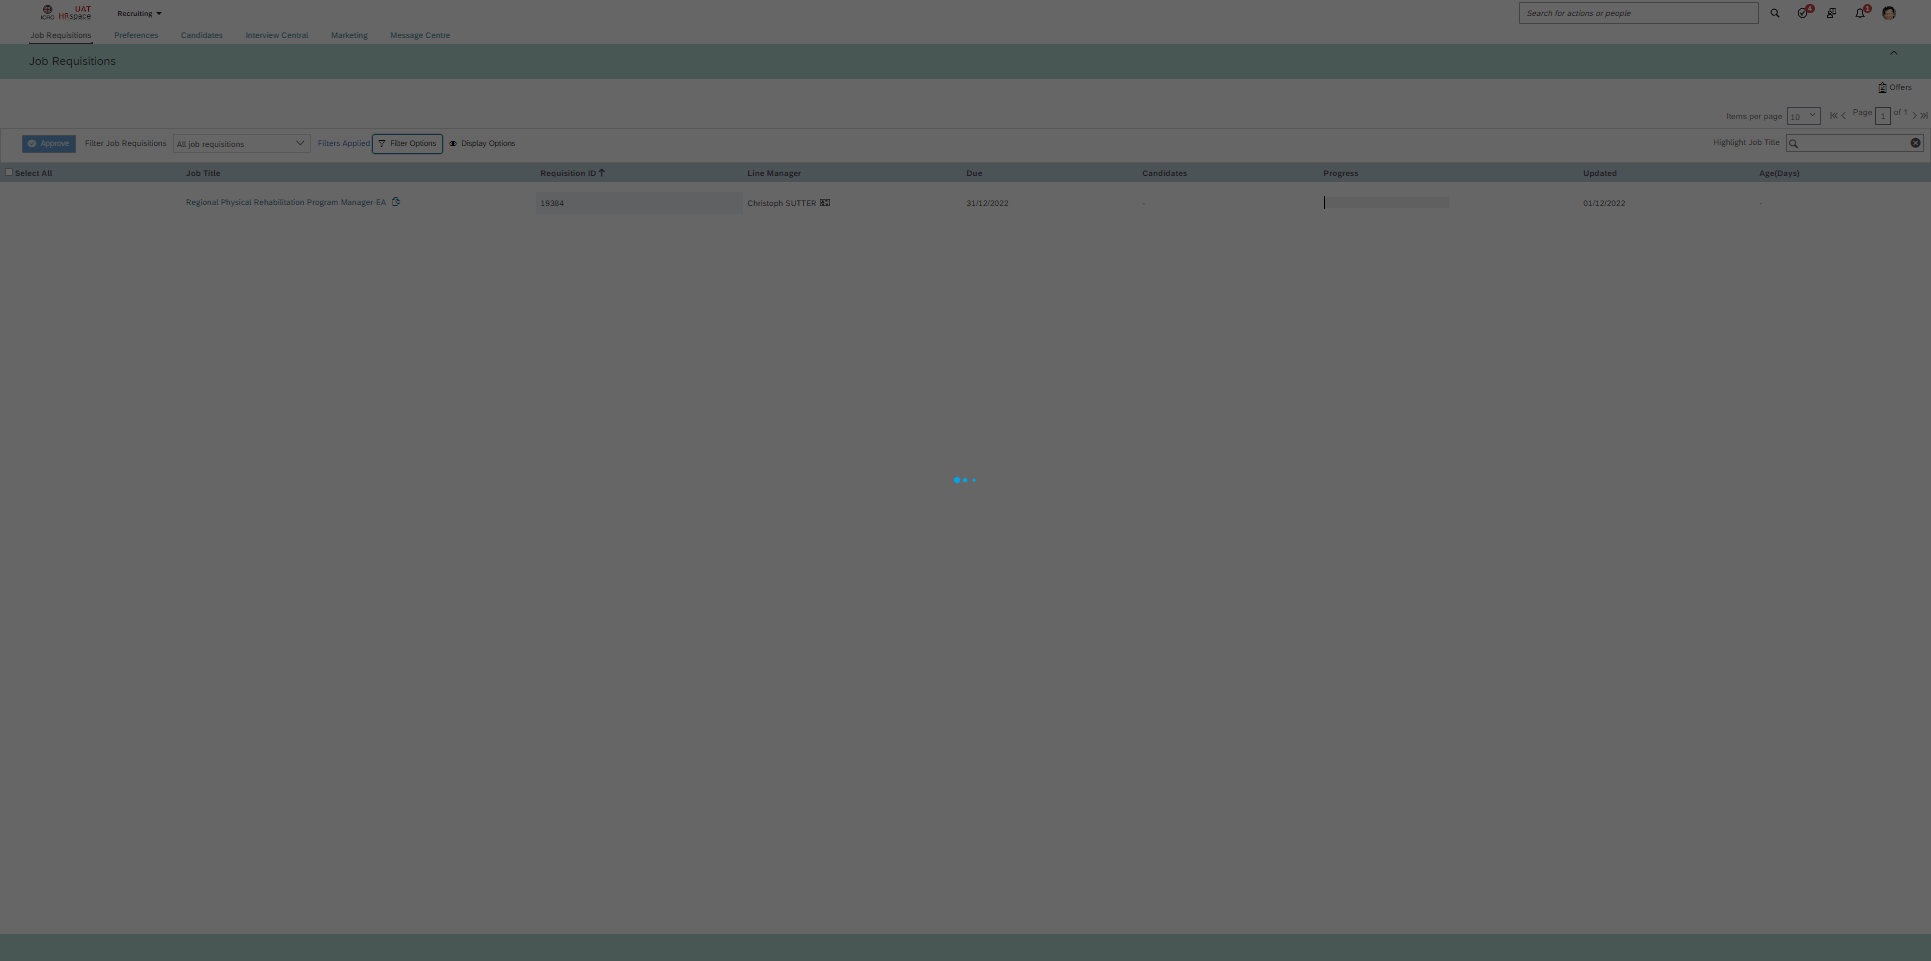 UAT
ICRC HRspace
Recruiting
Search for actions or people
4
1
Job Requisitions Preferences Candidates Interview Central Marketing Message Centre
Job Requisitions
Offers
Items per page 10 Page 1 of 1
Approve Filter Job Requisitions All job requisitions Filters Applied Filter Options Display Options Highlight Job Title
Select All Job Title Requisition ID Line Manager Due Candidates Progress Updated Age(Days)
Regional Physical Rehabilitation Program Manager-EA 19384 Christoph SUTTER 31/12/2022 - 01/12/2022 -